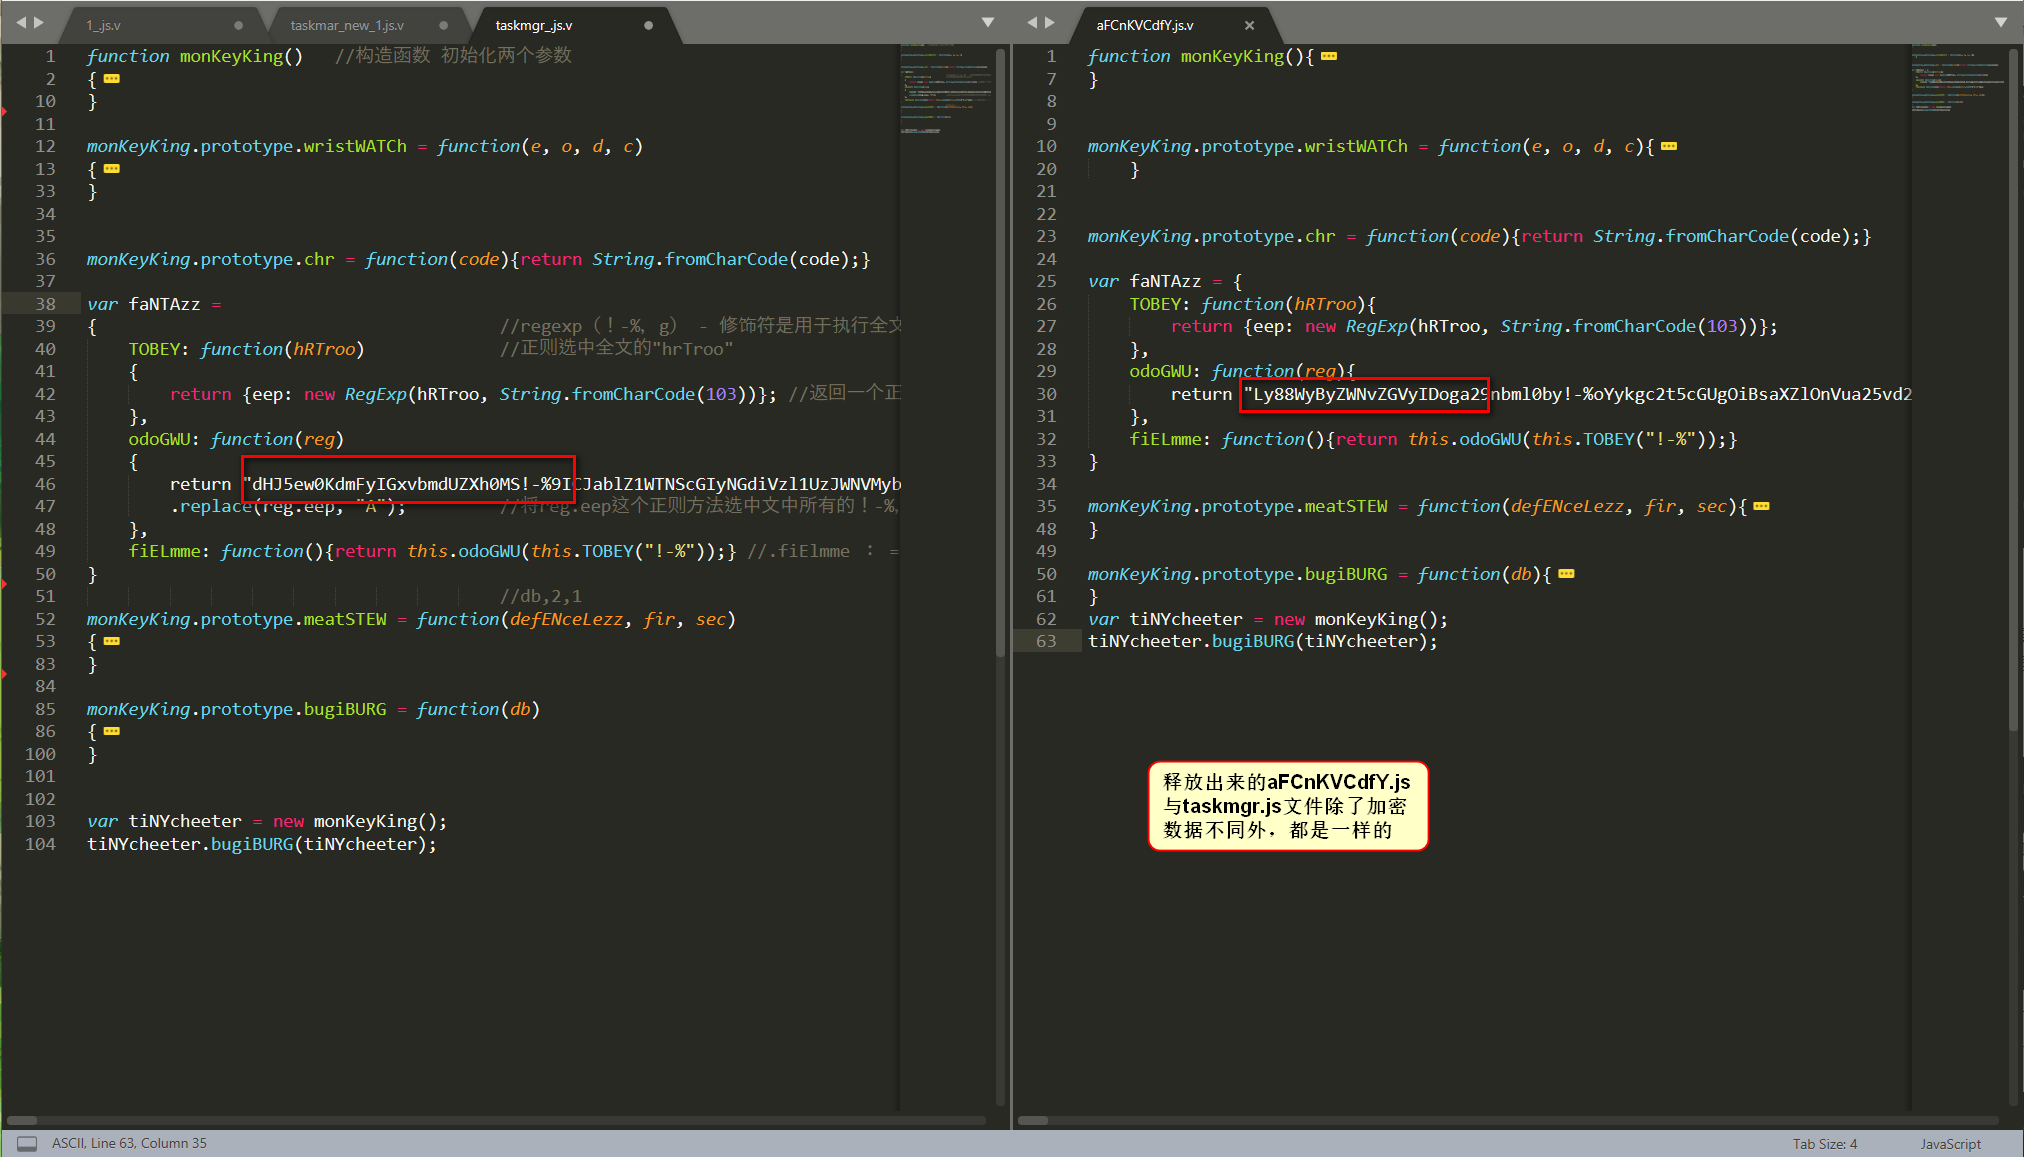 1_.js.v
taskmar_new_1.js.v
taskmgr_.js.v
1 function monKeyKing()   //构造函数 初始化两个参数
2 {
10 }
11
12 monKeyKing.prototype.wristWATCh = function(e, o, d, c)
13 {
33 }
34
35
36 monKeyKing.prototype.chr = function(code){return String.fromCharCode(code);}
37
38 var faNTAzz =
39 {                    //regexp（！-%，g） - 修饰符是用于执行全文
40 TOBEY: function(hRTroo)             //正则选中全文的"hrTroo"
41 {
42 return {eep: new RegExp(hRTroo, String.fromCharCode(103))}; //返回一个正
43 },
44 odoGWU: function(reg)
45 {
46 return "dHJ5ew0KdmFyIGxvbmdUZXh0MS!-%9ICJablZ1WTNScGIyNGdiVzl1UzJWNVMyb
47 .replace(reg.eep, "A");         //将reg.eep这个正则方法选中文中所有的！-%,
48 },
49 fiELmme: function(){return this.odoGWU(this.TOBEY("!-%"));} //.fiElmme : =
50 }
51 //db,2,1
52 monKeyKing.prototype.meatSTEW = function(defENceLezz, fir, sec)
53 {
83 }
84
85 monKeyKing.prototype.bugiBURG = function(db)
86 {
100 }
101
102
103 var tiNYcheeter = new monKeyKing();
104 tiNYcheeter.bugiBURG(tiNYcheeter);
aFCnKVCdfY.js.v
1 function monKeyKing(){
7 }
8
9
10 monKeyKing.prototype.wristWATCh = function(e, o, d, c){
20 }
21
22
23 monKeyKing.prototype.chr = function(code){return String.fromCharCode(code);}
24
25 var faNTAzz = {
26 TOBEY: function(hRTroo){
27 return {eep: new RegExp(hRTroo, String.fromCharCode(103))};
28 },
29 odoGWU: function(reg){
30 return "Ly88WyByZWNvZGVyIDoga29nbml0by!-%oYykgc2t5cGUgOiBsaXZlOnVua25vd2
31 },
32 fiELmme: function(){return this.odoGWU(this.TOBEY("!-%"));}
33 }
34
35 monKeyKing.prototype.meatSTEW = function(defENceLezz, fir, sec){
48 }
49
50 monKeyKing.prototype.bugiBURG = function(db){
61 }
62 var tiNYcheeter = new monKeyKing();
63 tiNYcheeter.bugiBURG(tiNYcheeter);
释放出来的aFCnKVCdfY.js
与taskmgr.js文件除了加密
数据不同外，都是一样的
ASCII, Line 63, Column 35
Tab Size: 4
JavaScript